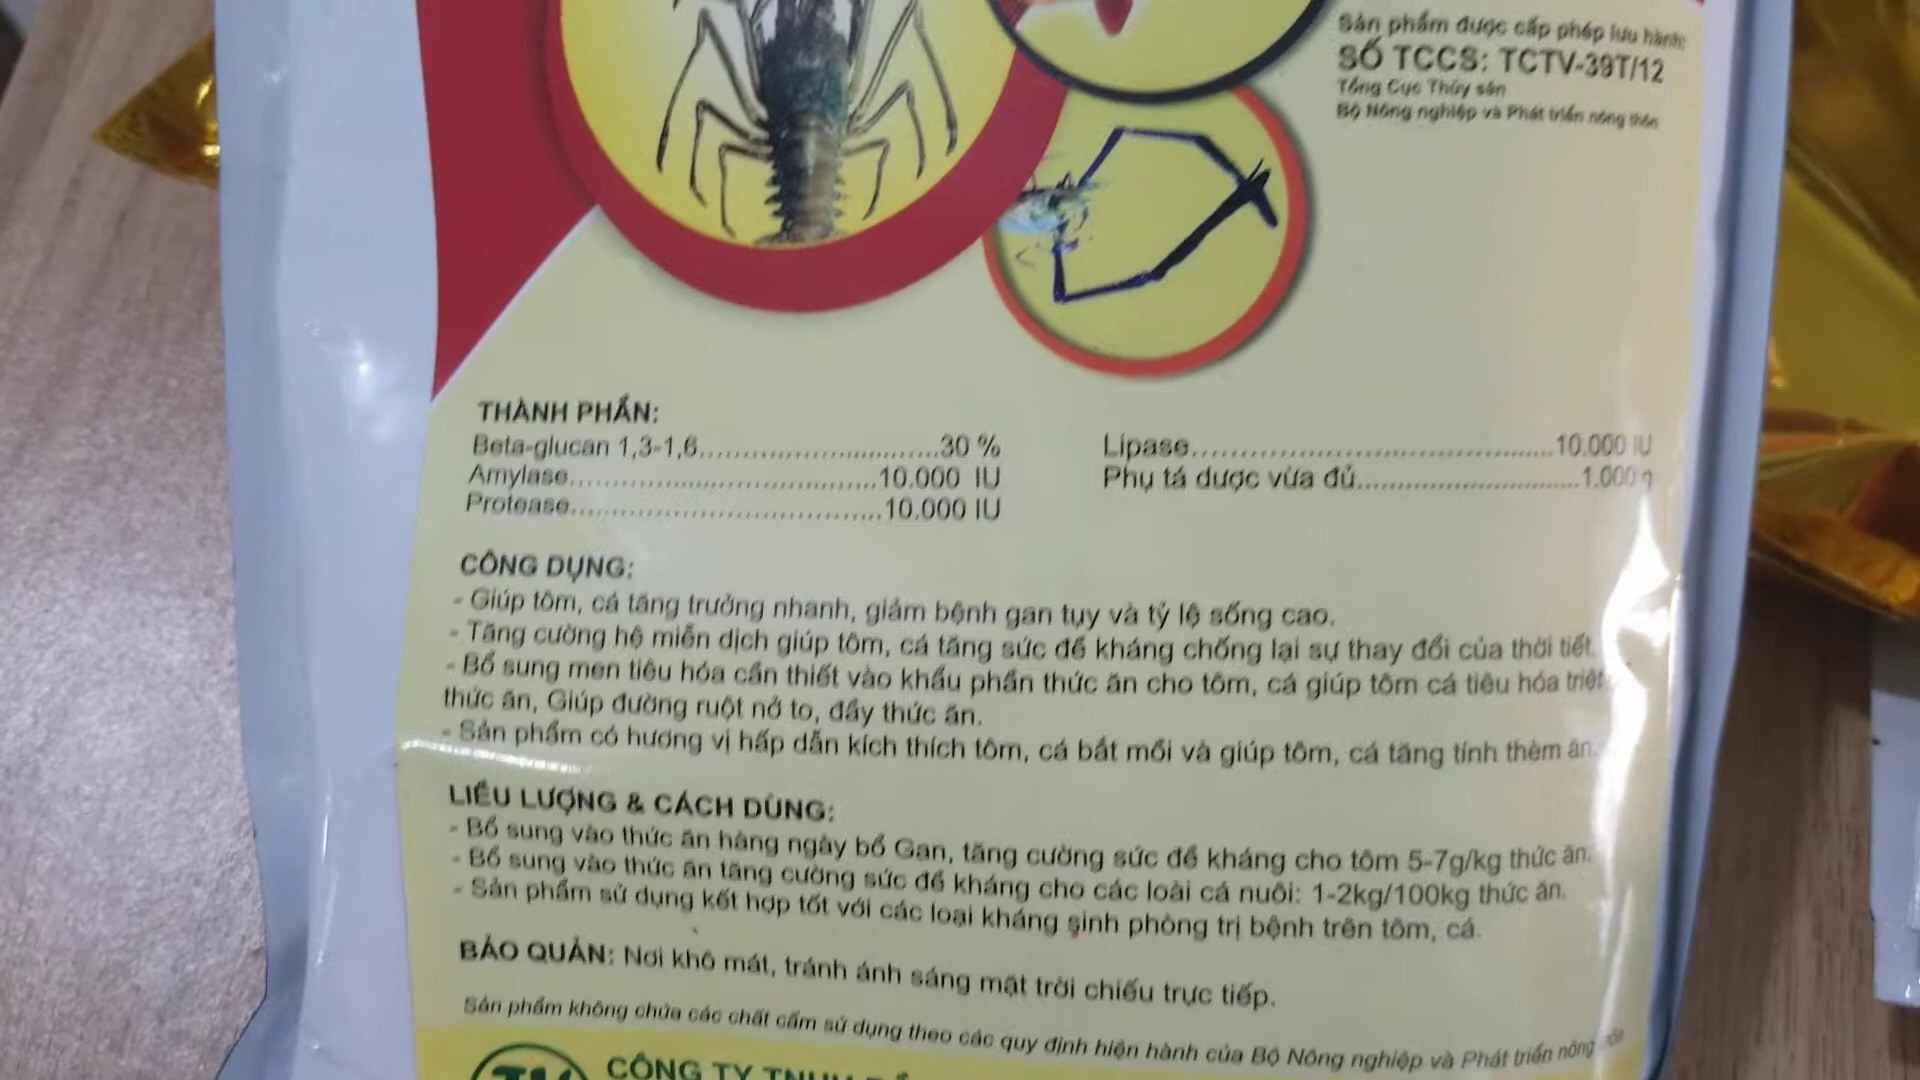 Sản phẩm được cấp phép lưu hành:
SỐ TCCS: TCTV-39T/12
Tổng Cục Thủy sản
Bộ Nông nghiệp và Phát triển nông thôn
THÀNH PHẦN:
Beta-glucan 1,3-1,6..............................30 %
Amylase......................................10.000 IU
Protease......................................10.000 IU
Lipase..........................................10.000 IU
Phụ tá dược vừa đủ..............................1.000 g
CÔNG DỤNG:
- Giúp tôm, cá tăng trưởng nhanh, giảm bệnh gan tụy và tỷ lệ sống cao.
- Tăng cường hệ miễn dịch giúp tôm, cá tăng sức đề kháng chống lại sự thay đổi của thời tiết.
- Bổ sung men tiêu hóa cần thiết vào khẩu phần thức ăn cho tôm, cá giúp tôm cá tiêu hóa triệt
thức ăn, Giúp đường ruột nở to, đầy thức ăn.
- Sản phẩm có hương vị hấp dẫn kích thích tôm, cá bắt mồi và giúp tôm, cá tăng tính thèm ăn.
LIỀU LƯỢNG & CÁCH DÙNG:
- Bổ sung vào thức ăn hàng ngày bổ Gan, tăng cường sức đề kháng cho tôm 5-7g/kg thức ăn.
- Bổ sung vào thức ăn tăng cường sức đề kháng cho các loài cá nuôi: 1-2kg/100kg thức ăn.
- Sản phẩm sử dụng kết hợp tốt với các loại kháng sinh phòng trị bệnh trên tôm, cá.
BẢO QUẢN: Nơi khô mát, tránh ánh sáng mặt trời chiếu trực tiếp.
Sản phẩm không chứa các chất cấm sử dụng theo các quy định hiện hành của Bộ Nông nghiệp và Phát triển nông
CÔNG TY TNHH